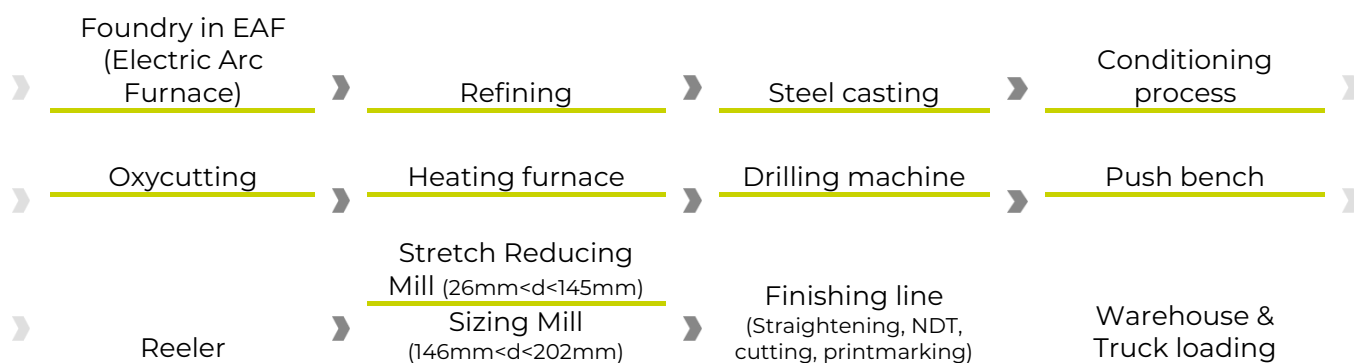 Foundry in EAF
(Electric Arc
Furnace)
Refining
Steel casting
Conditioning
process
Oxycutting
Heating furnace
Drilling machine
Push bench
Reeler
Stretch Reducing
Mill (26mm<d<145mm)
Sizing Mill
(146mm<d<202mm)
Finishing line
(Straightening, NDT,
cutting, printmarking)
Warehouse &
Truck loading